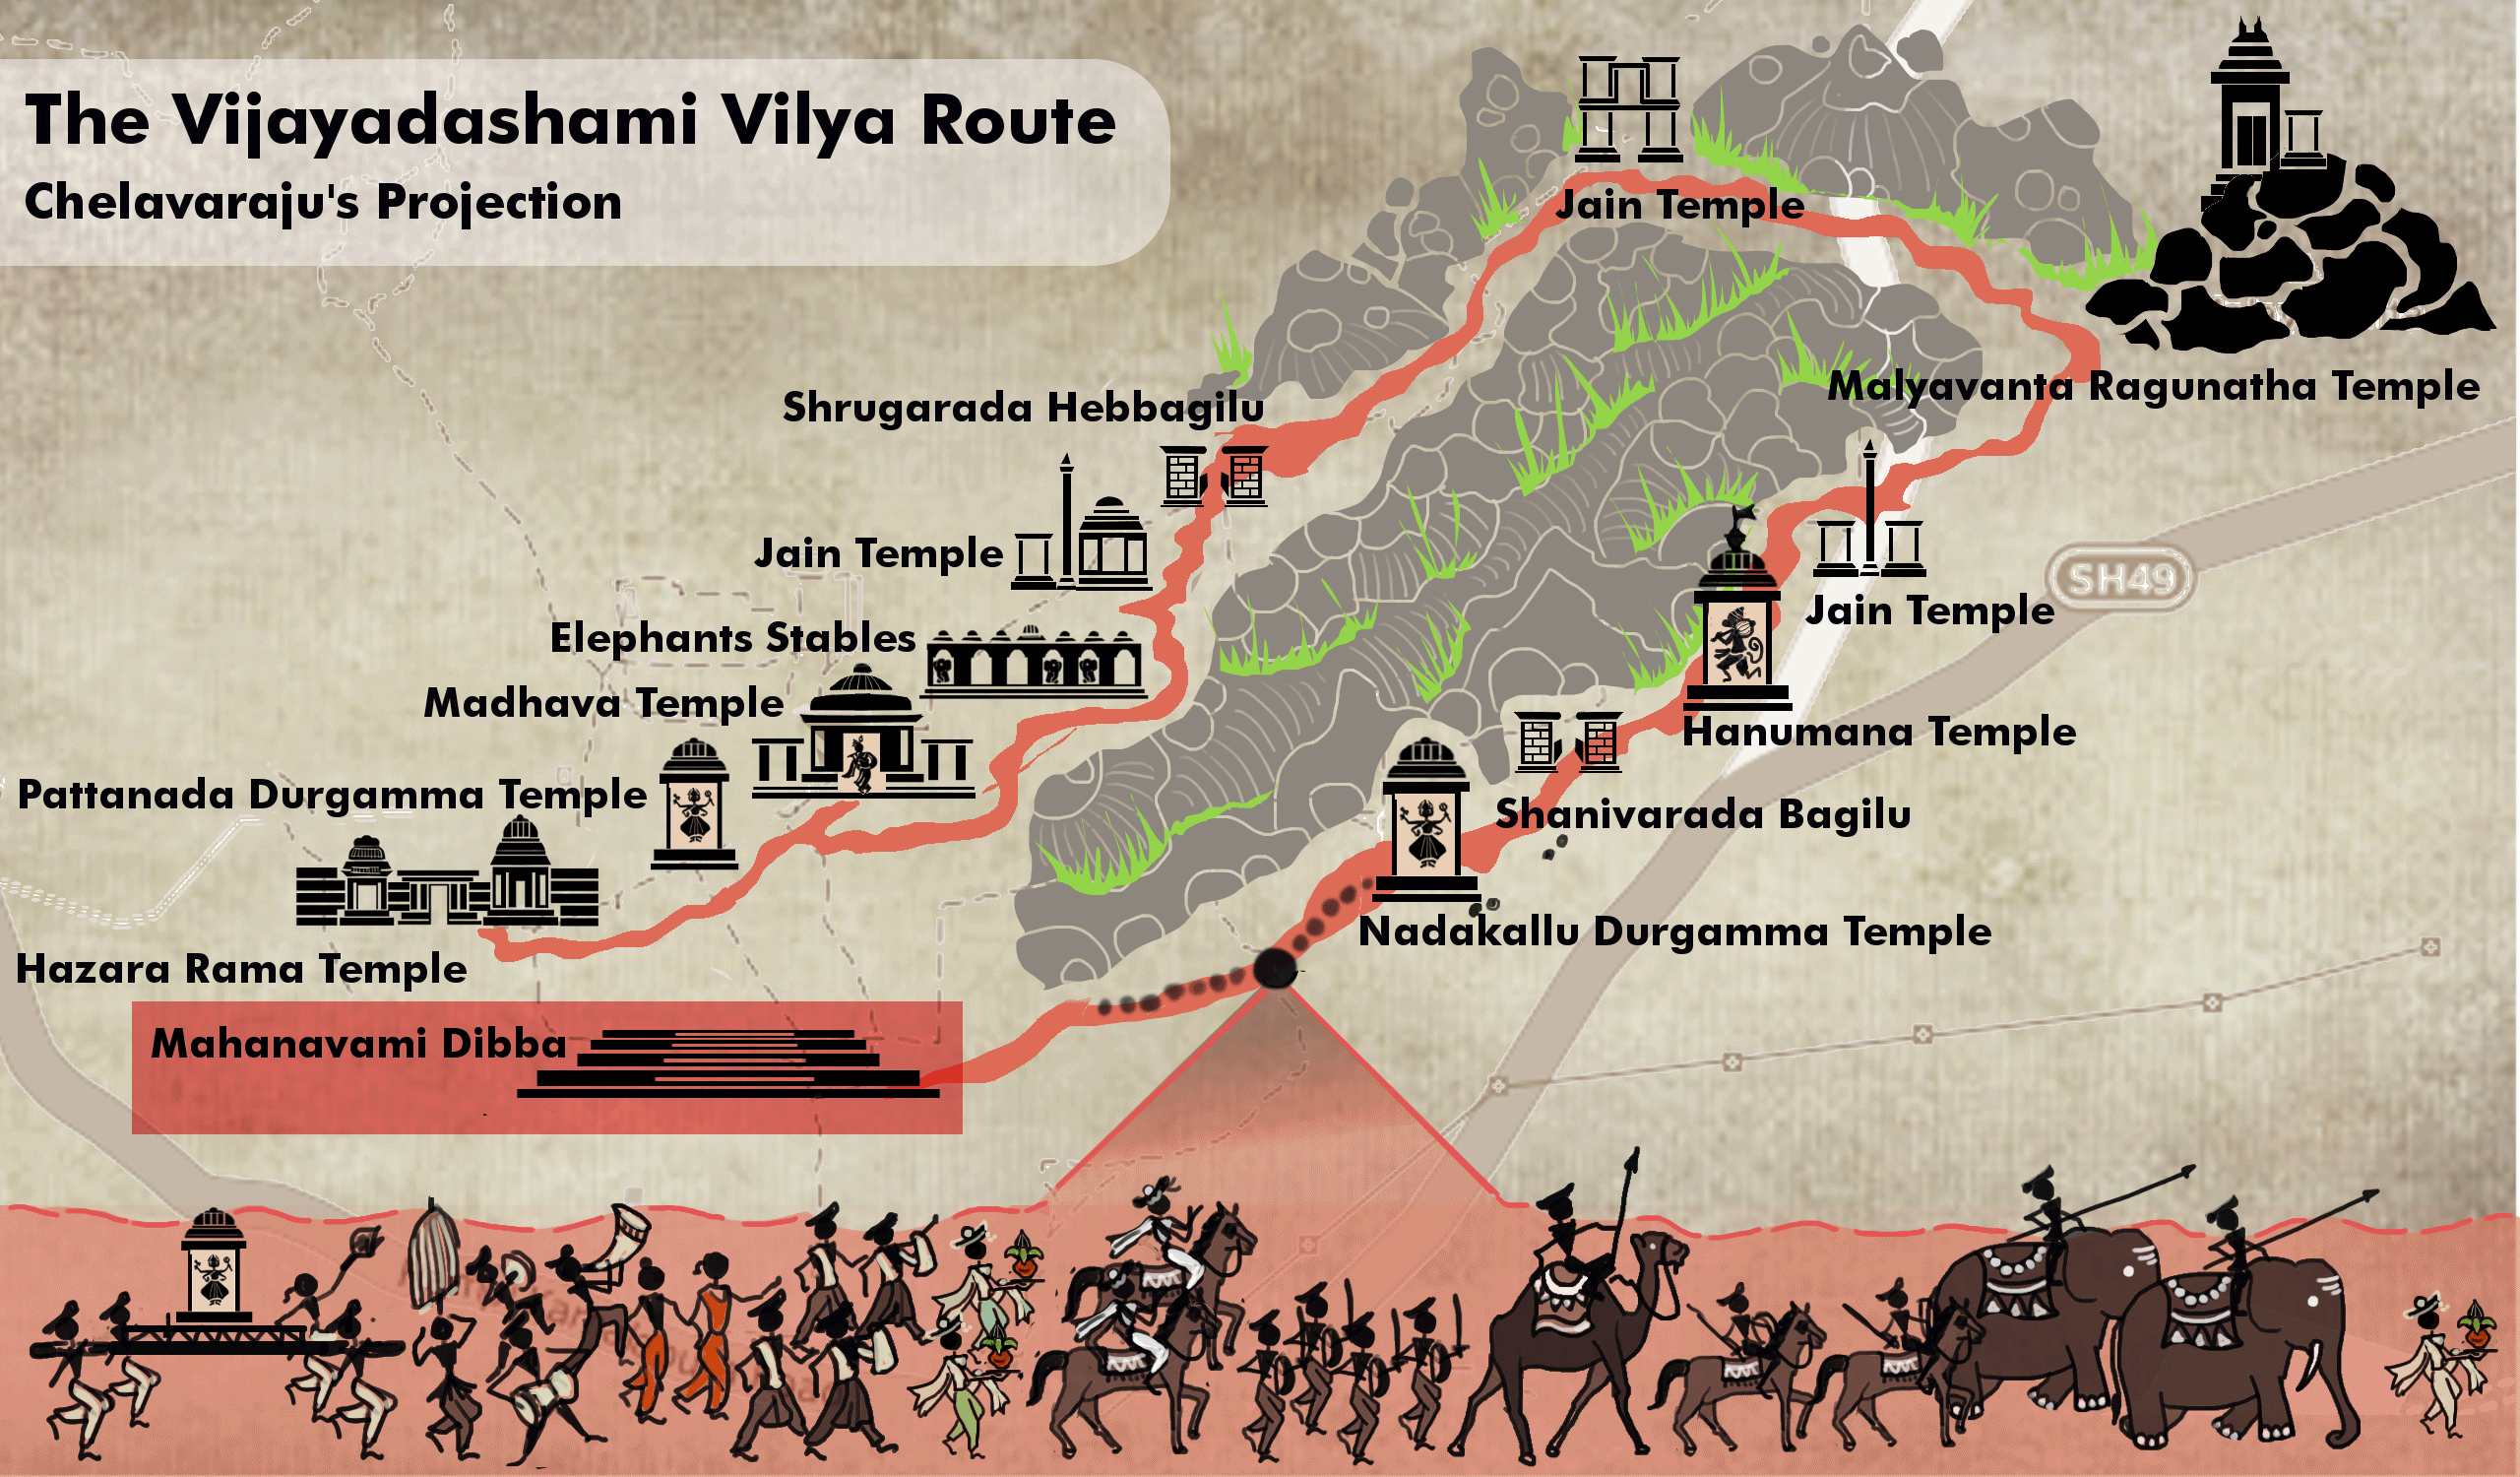 The Vijayadashami Vilya Route
Chelavaraju's Projection
Jain Temple
Malyavanta Ragunatha Temple
Shrugarada Hebbagilu
Jain Temple
SH49
Jain Temple
Elephants Stables
Madhava Temple
Hanumana Temple
Pattanada Durgamma Temple
Shanivarada Bagilu
Nadakallu Durgamma Temple
Hazara Rama Temple
Mahanavami Dibba